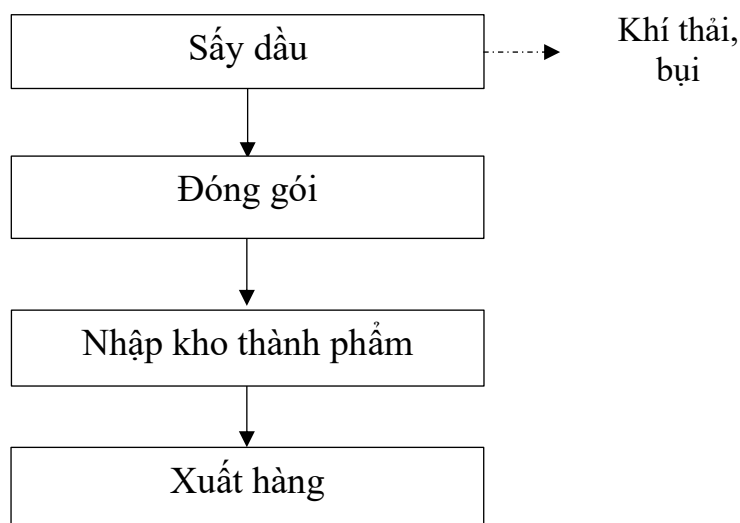 Sấy dầu
Khí thải,
bụi
Đóng gói
Nhập kho thành phẩm
Xuất hàng